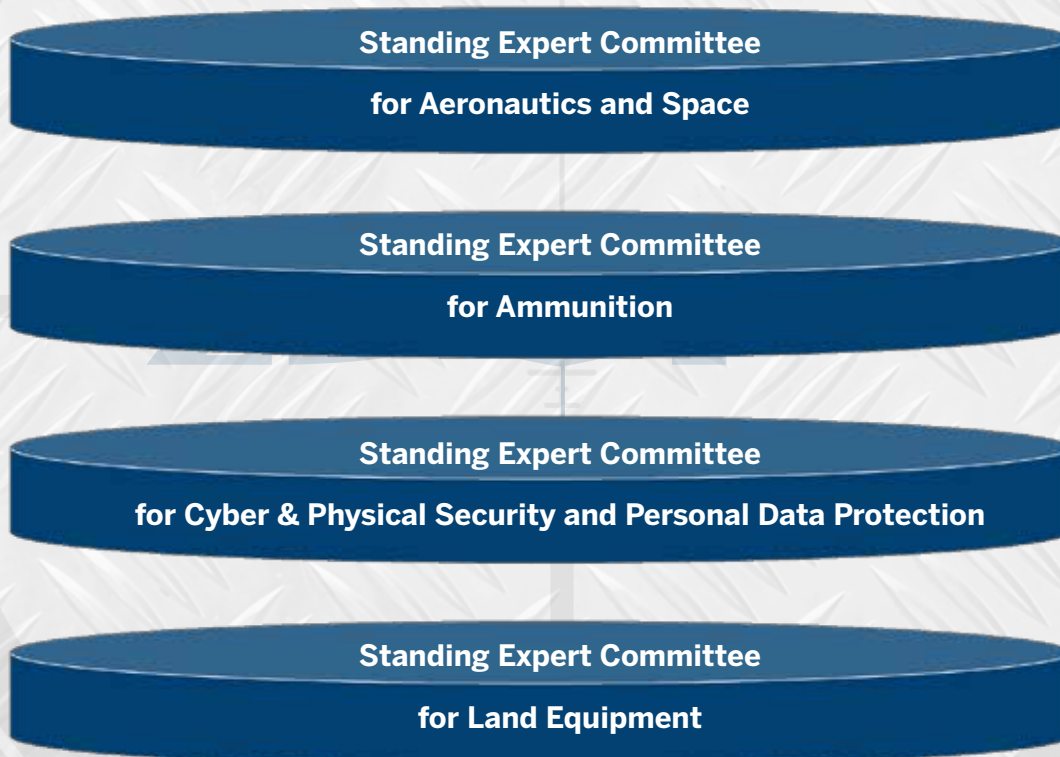 Standing Expert Committee
for Aeronautics and Space
Standing Expert Committee
for Ammunition
Standing Expert Committee
for Cyber & Physical Security and Personal Data Protection
Standing Expert Committee
for Land Equipment